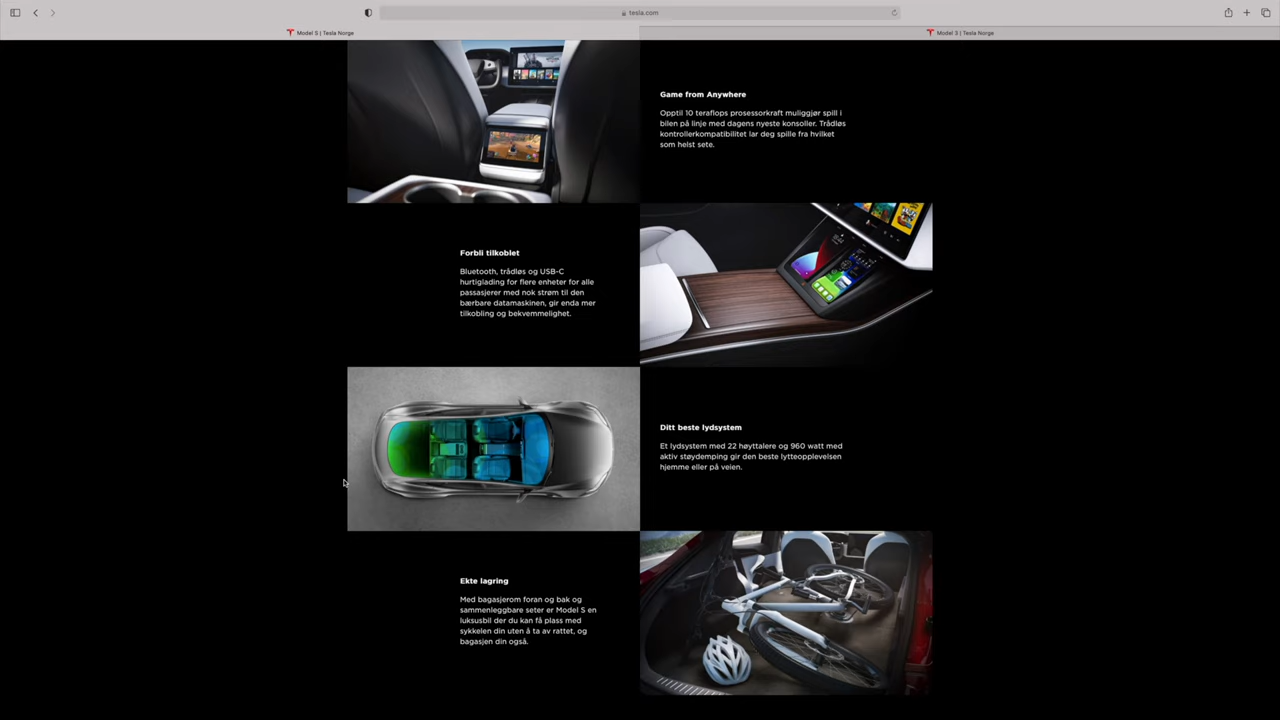 tesla.com
Model S | Tesla Norge
Model 3 | Tesla Norge
Game from Anywhere
Opptil 10 teraflops prosessorkraft muliggjør spill i
bilen på linje med dagens nyeste konsoller. Trådløs
kontrollerkompatibilitet lar deg spille fra hvilket
som helst sete.
Forbli tilkoblet
Bluetooth, trådløs og USB-C
hurtiglading for flere enheter for alle
passasjerer med nok strøm til den
bærbare datamaskinen, gir enda mer
tilkobling og bekvemmelighet.
Ditt beste lydsystem
Et lydsystem med 22 høyttalere og 960 watt med
aktiv støydemping gir den beste lytteopplevelsen
hjemme eller på veien.
Ekte lagring
Med bagasjerom foran og bak og
sammenleggbare seter er Model S en
luksusbil der du kan få plass med
sykkelen din uten å ta av rattet, og
bagasjen din også.